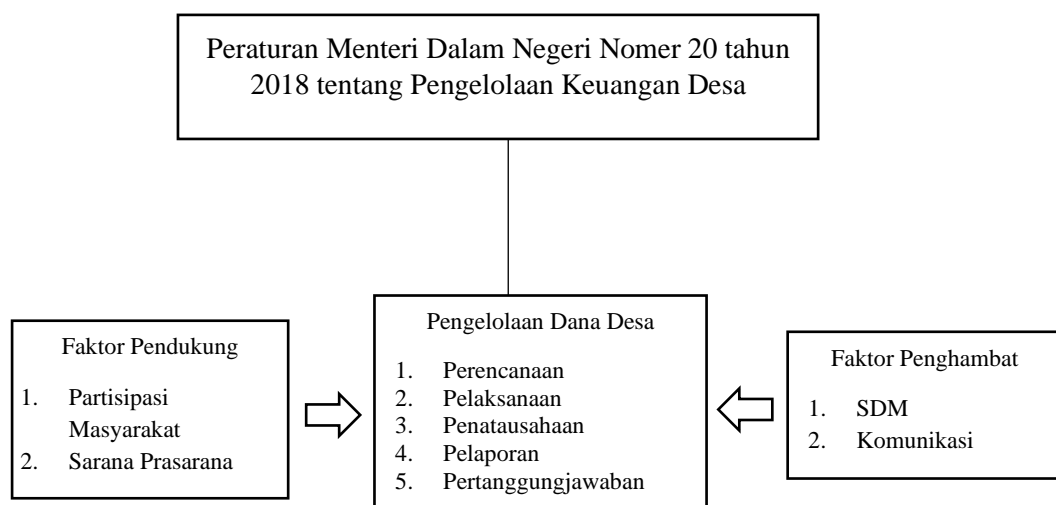 Peraturan Menteri Dalam Negeri Nomer 20 tahun
2018 tentang Pengelolaan Keuangan Desa
Faktor Pendukung
1. Partisipasi
Masyarakat
2. Sarana Prasarana
Pengelolaan Dana Desa
1. Perencanaan
2. Pelaksanaan
3. Penatausahaan
4. Pelaporan
5. Pertanggungjawaban
Faktor Penghambat
1. SDM
2. Komunikasi